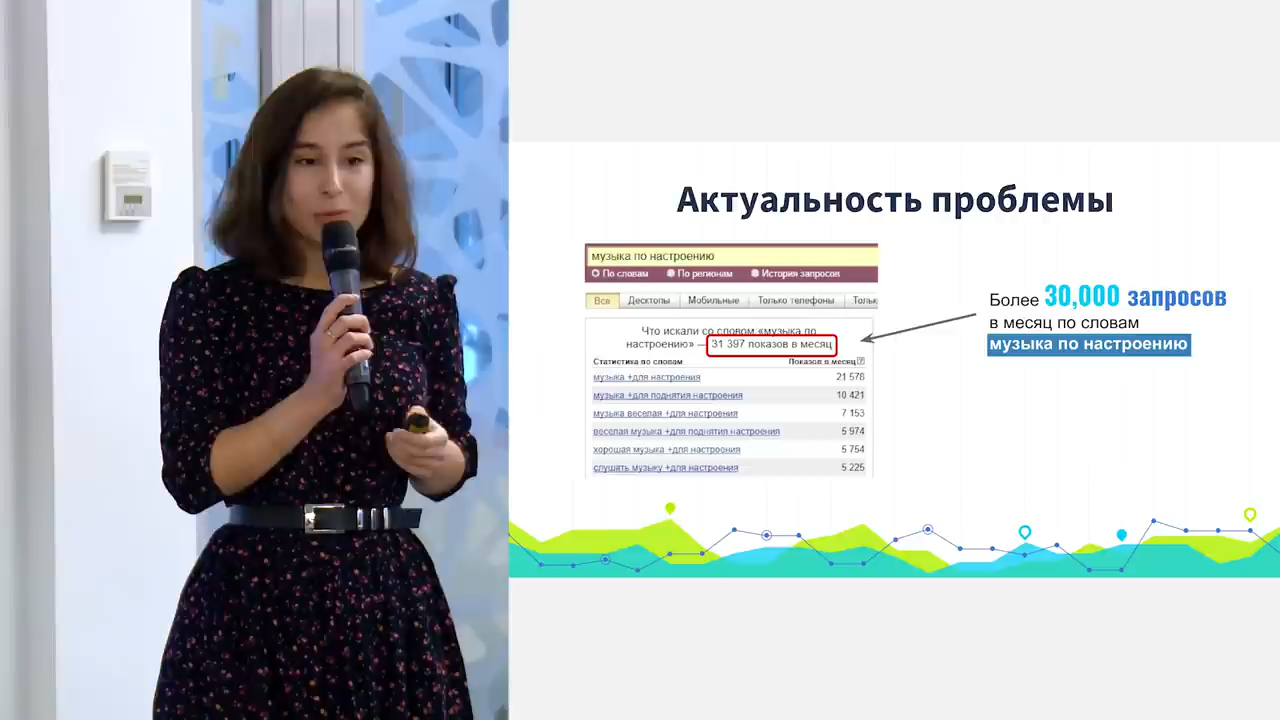 Актуальность проблемы
музыка по настроению
По словам
По регионам
История запросов
Все
Десктопы
Мобильные
Только телефоны
Что искали со словом «музыка по
настроению» — 31 397 показов в месяц
Статистика по словам
Показов в месяц
музыка +для настроения
21 578
музыка +для поднятия настроения
10 421
музыка веселая +для настроения
7 153
веселая музыка +для поднятия настроения
5 974
хорошая музыка +для настроения
5 754
слушать музыку +для настроения
5 225
Более 30,000 запросов
в месяц по словам
музыка по настроению